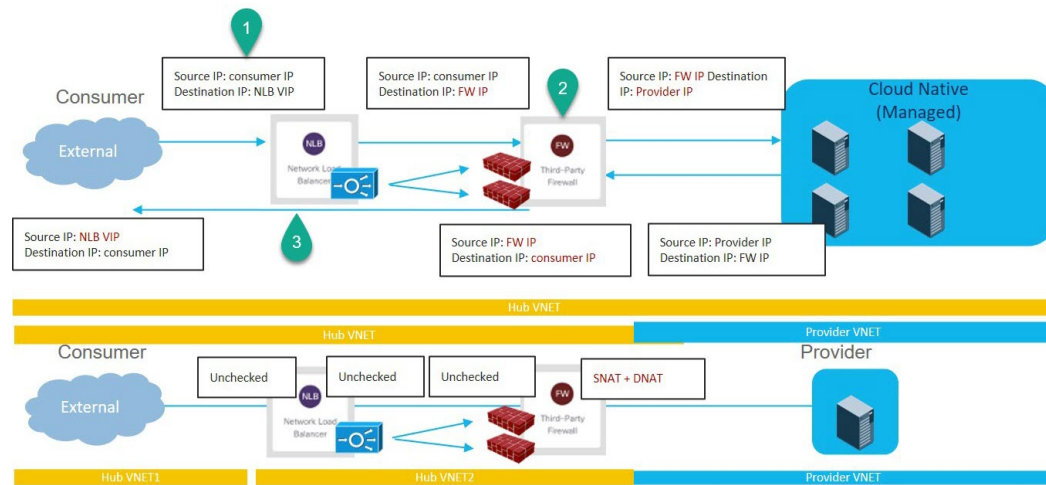 1
Source IP: consumer IP
Destination IP: NLB VIP
Source IP: consumer IP
Destination IP: FW IP
2
Source IP: FW IP Destination
IP: Provider IP
Cloud Native
(Managed)
Consumer
External
NLB
Network Load
Balancer
FW
Third-Party
Firewall
Source IP: NLB VIP
Destination IP: consumer IP
3
Source IP: FW IP
Destination IP: consumer IP
Source IP: Provider IP
Destination IP: FW IP
Hub VNET
Hub VNET
Provider VNET
Consumer
Provider
Unchecked
Unchecked
Unchecked
SNAT + DNAT
External
NLB
Network Load
Balancer
FW
Third-Party
Firewall
Hub VNET1
Hub VNET2
Provider VNET